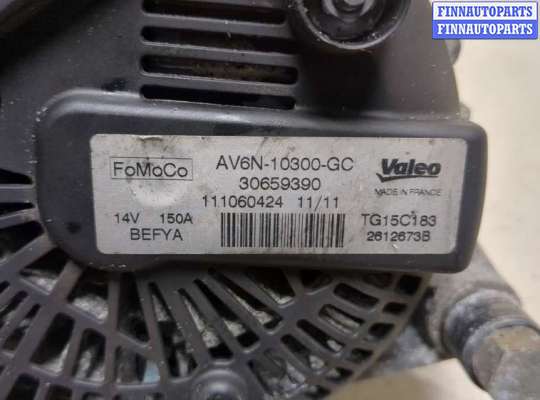 FINNAUTOPARTS
FINNAUTOPARTS
FoMoCo AV6N-10300-GC Valeo
30659390 MADE IN FRANCE
111060424 11/11
14V 150A TG15C183
BEFYA 2612673B